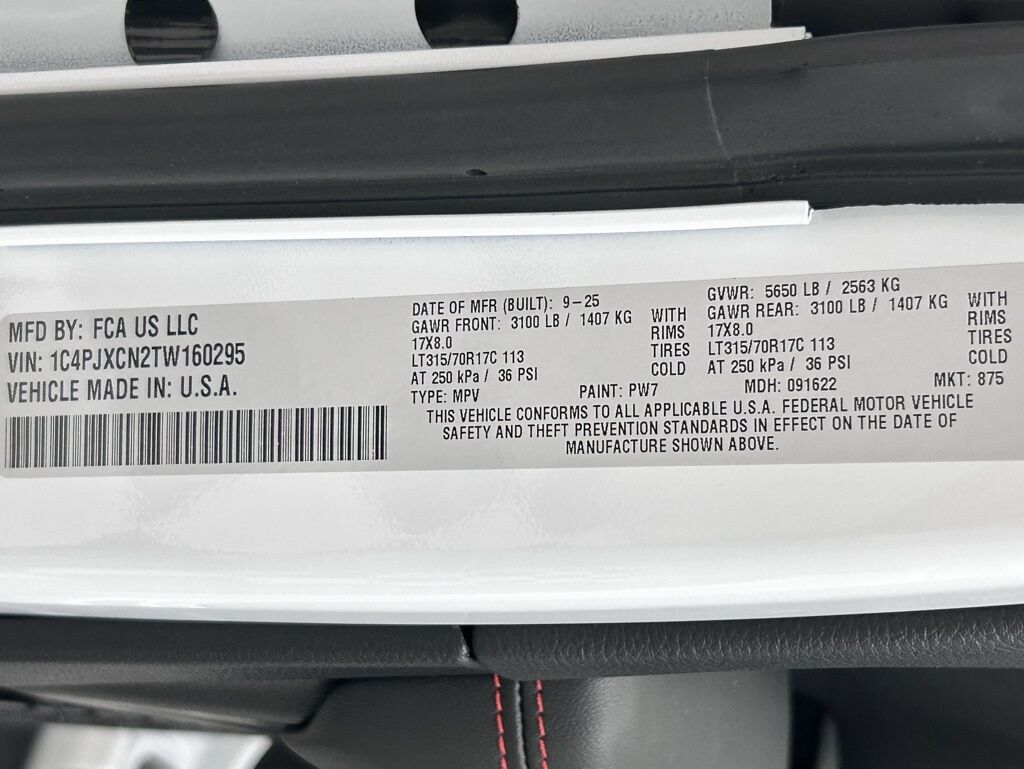 MFD BY: FCA US LLC
VIN: 1C4PJXCN2TW160295
VEHICLE MADE IN: U.S.A.
DATE OF MFR (BUILT): 9-25
GAWR FRONT: 3100 LB / 1407 KG WITH
17X8.0 RIMS
LT315/70R17C 113 TIRES
AT 250 kPa / 36 PSI COLD
GVWR: 5650 LB / 2563 KG
GAWR REAR: 3100 LB / 1407 KG WITH
17X8.0 RIMS
LT315/70R17C 113 TIRES
AT 250 kPa / 36 PSI COLD
TYPE: MPV PAINT: PW7 MDH: 091622 MKT: 875
THIS VEHICLE CONFORMS TO ALL APPLICABLE U.S.A. FEDERAL MOTOR VEHICLE
SAFETY AND THEFT PREVENTION STANDARDS IN EFFECT ON THE DATE OF
MANUFACTURE SHOWN ABOVE.